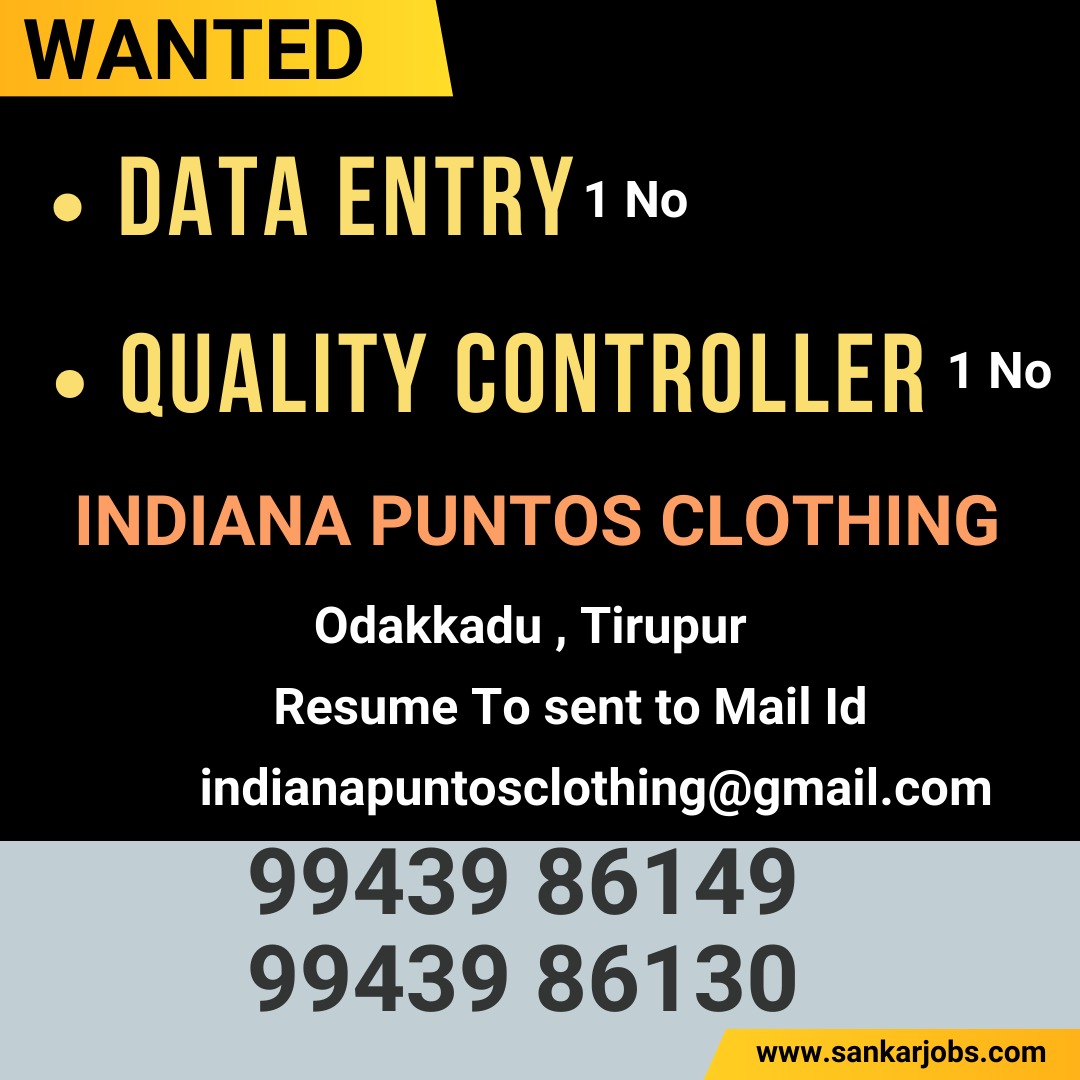 WANTED
• DATA ENTRY 1 No
• QUALITY CONTROLLER 1 No
INDIANA PUNTOS CLOTHING
Odakkadu , Tirupur
Resume To sent to Mail Id
indianapuntosclothing@gmail.com
99439 86149
99439 86130
www.sankarjobs.com